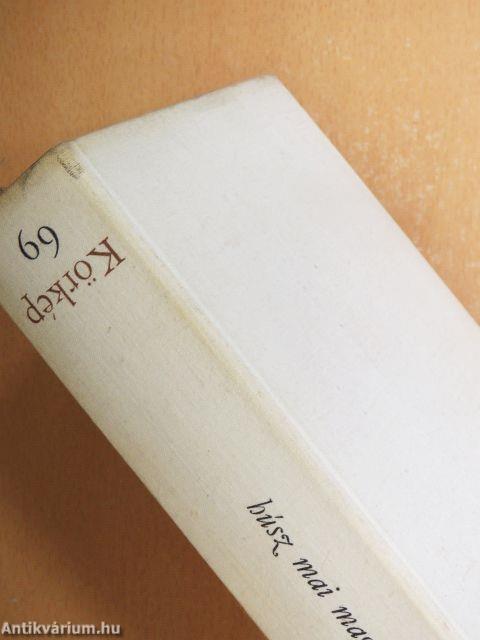 Körkép
69
húsz mai
Antikvárium.hu